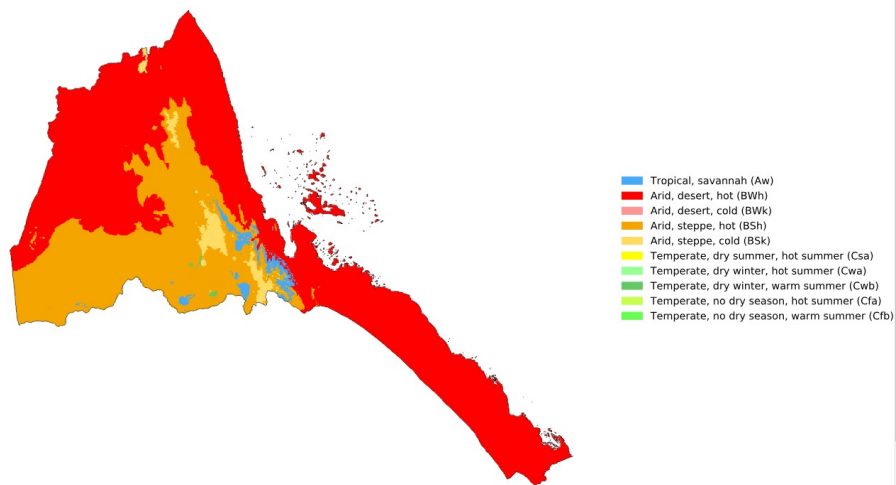 Tropical, savannah (Aw)
Arid, desert, hot (BWh)
Arid, desert, cold (BWk)
Arid, steppe, hot (BSh)
Arid, steppe, cold (BSk)
Temperate, dry summer, hot summer (Csa)
Temperate, dry winter, hot summer (Cwa)
Temperate, dry winter, warm summer (Cwb)
Temperate, no dry season, hot summer (Cfa)
Temperate, no dry season, warm summer (Cfb)